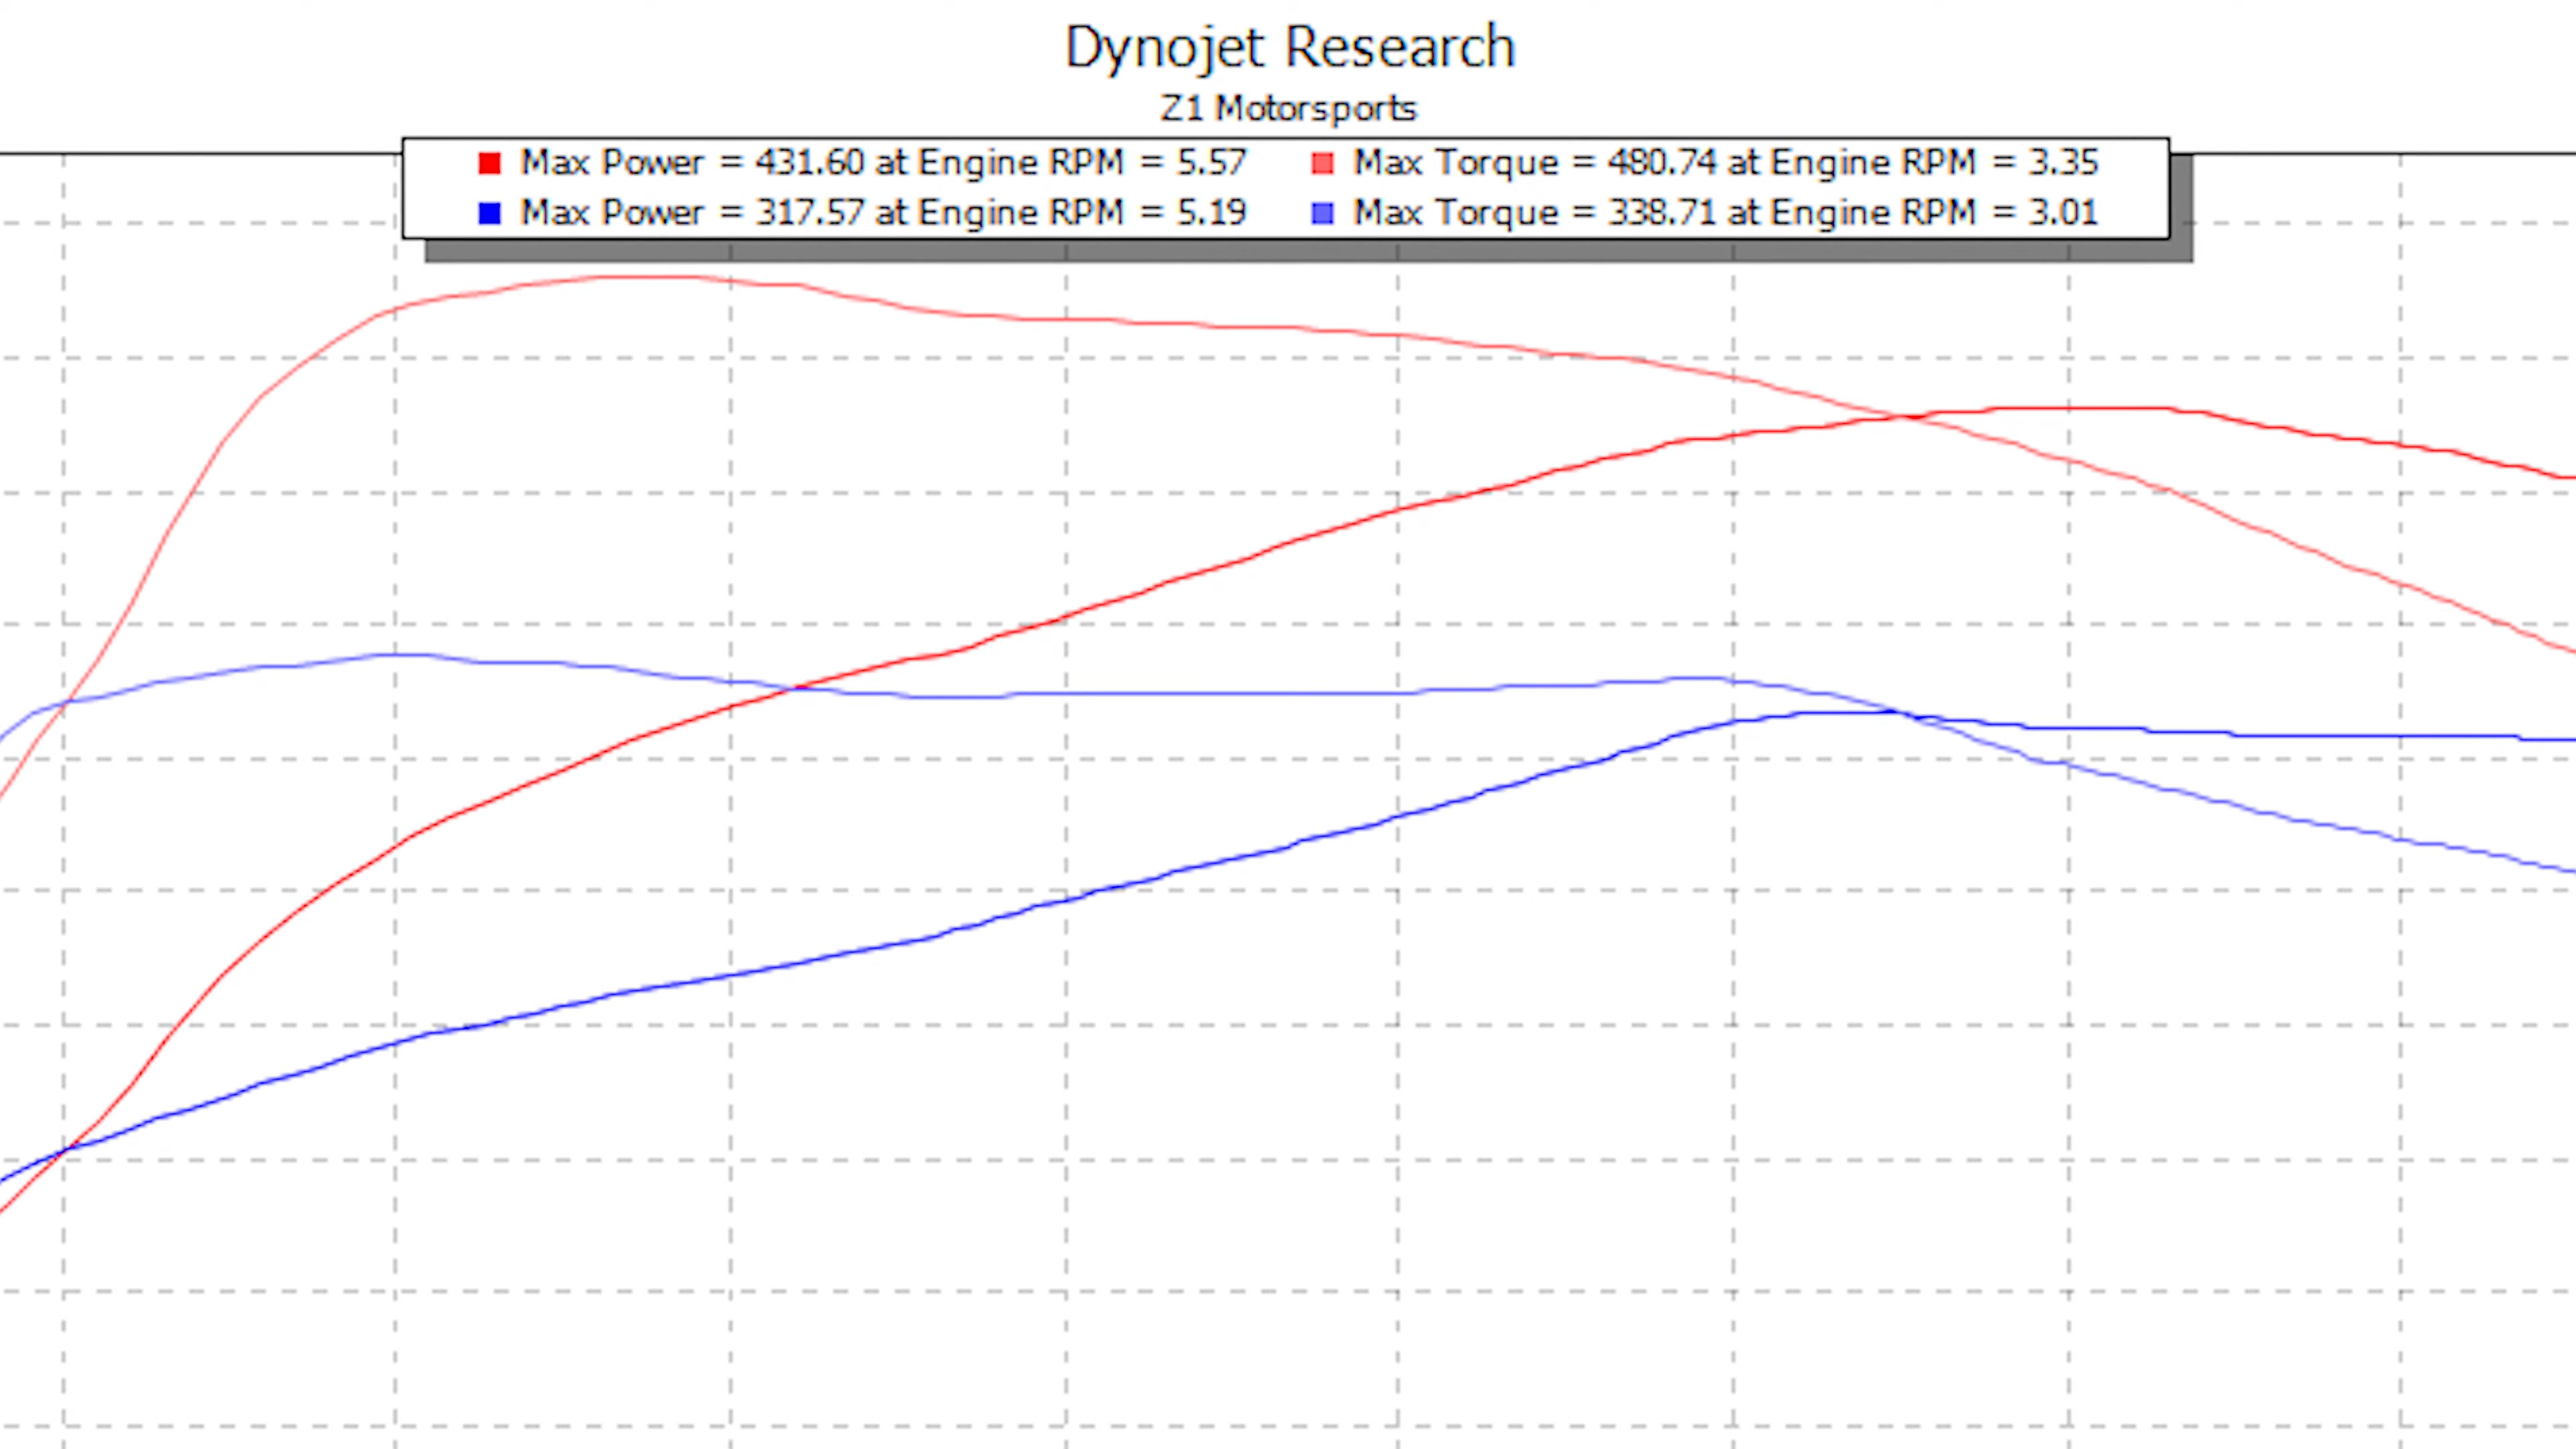 Dynojet Research
Z1 Motorsports
Max Power = 431.60 at Engine RPM = 5.57 Max Torque = 480.74 at Engine RPM = 3.35
Max Power = 317.57 at Engine RPM = 5.19 Max Torque = 338.71 at Engine RPM = 3.01